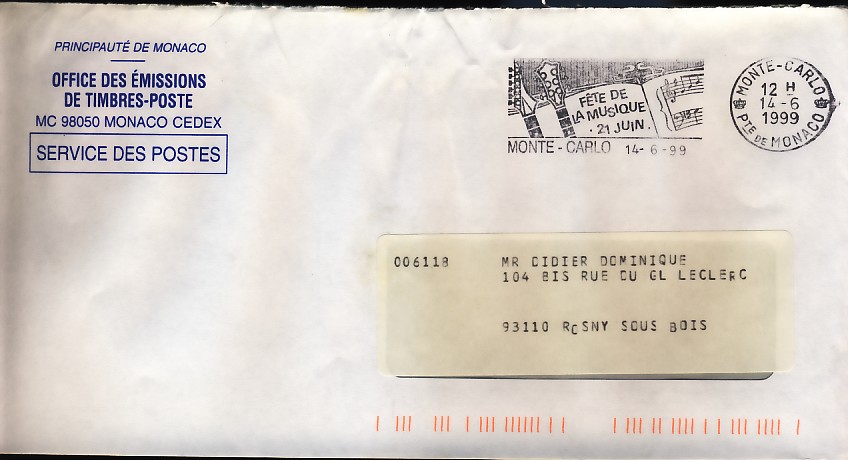 PRINCIPAUTÉ DE MONACO
OFFICE DES ÉMISSIONS
DE TIMBRES-POSTE
MC 98050 MONACO CEDEX
SERVICE DES POSTES
FÊTE DE
LA MUSIQUE
· 21 JUIN ·
MONTE-CARLO 14-6-99
MONTE-CARLO
12 H
14-6
1999
PTÉ DE MONACO
006118 MR DIDIER DOMINIQUE
104 BIS RUE DU GL LECLERC
93110 ROSNY SOUS BOIS